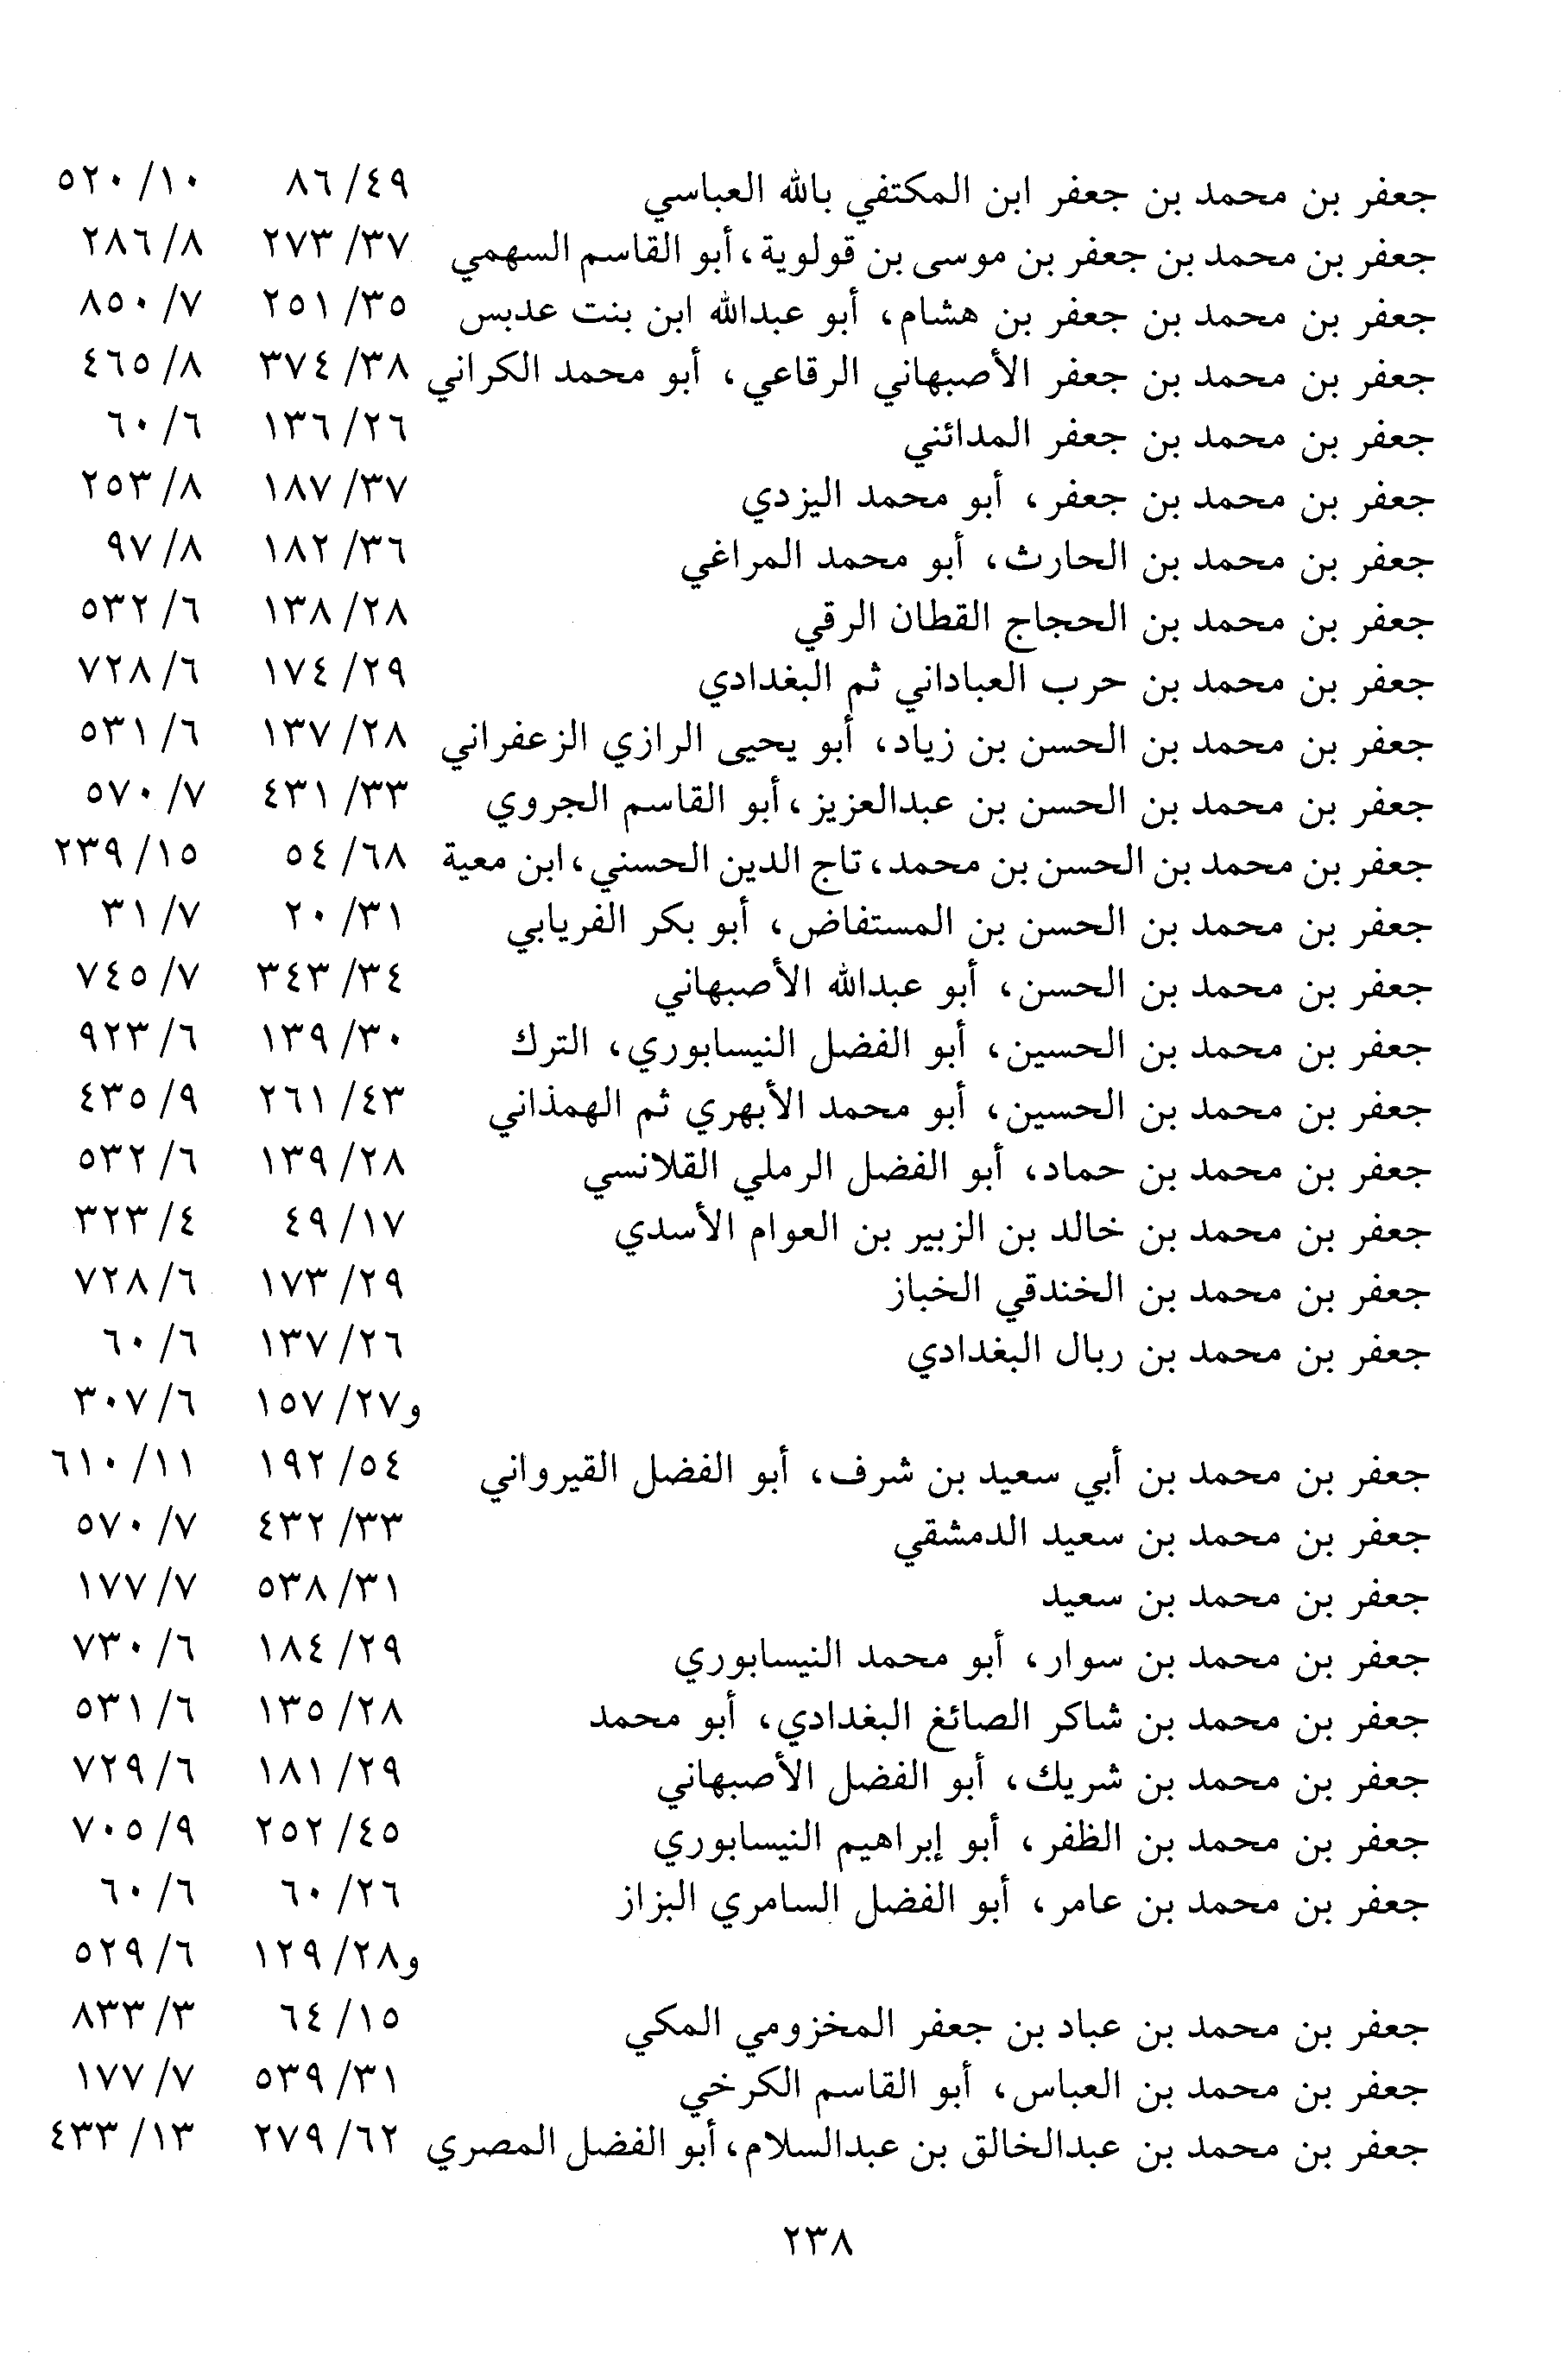 جعفر بن محمد بن جعفر ابن المكتفي بالله العباسي ٤٩/ ٨٦ ١٠/ ٥٢٠
جعفر بن محمد بن جعفر بن موسى بن قولوية، أبو القاسم السهمي ٣٧/ ٢٧٣ ٨/ ٢٨٦
جعفر بن محمد بن جعفر بن هشام، أبو عبدالله ابن بنت عدبس ٣٥/ ٢٥١ ٧/ ٨٥٠
جعفر بن محمد بن جعفر الأصبهاني الرقاعي، أبو محمد الكراني ٣٨/ ٣٧٤ ٨/ ٤٦٥
جعفر بن محمد بن جعفر المدائني ٢٦/ ١٣٦ ٦/ ٦٠
جعفر بن محمد بن جعفر، أبو محمد اليزدي ٣٧/ ١٨٧ ٨/ ٢٥٣
جعفر بن محمد بن الحارث، أبو محمد المراغي ٣٦/ ١٨٢ ٨/ ٩٧
جعفر بن محمد بن الحجاج القطان الرقي ٢٨/ ١٣٨ ٦/ ٥٣٢
جعفر بن محمد بن حرب العباداني ثم البغدادي ٢٩/ ١٧٤ ٦/ ٧٢٨
جعفر بن محمد بن الحسن بن زياد، أبو يحيى الرازي الزعفراني ٢٨/ ١٣٧ ٦/ ٥٣١
جعفر بن محمد بن الحسن بن عبدالعزيز، أبو القاسم الجروي ٣٣/ ٤٣١ ٧/ ٥٧٠
جعفر بن محمد بن الحسن بن محمد، تاج الدين الحسني، ابن معية ٦٨/ ٥٤ ١٥/ ٢٣٩
جعفر بن محمد بن الحسن بن المستفاض، أبو بكر الفريابي ٣١/ ٢٠ ٧/ ٣١
جعفر بن محمد بن الحسن، أبو عبدالله الأصبهاني ٣٤/ ٣٤٣ ٧/ ٧٤٥
جعفر بن محمد بن الحسين، أبو الفضل النيسابوري، الترك ٣٠/ ١٣٩ ٦/ ٩٢٣
جعفر بن محمد بن الحسين، أبو محمد الأبهري ثم الهمذاني ٤٣/ ٢٦١ ٩/ ٤٣٥
جعفر بن محمد بن حماد، أبو الفضل الرملي القلانسي ٢٨/ ١٣٩ ٦/ ٥٣٢
جعفر بن محمد بن خالد بن الزبير بن العوام الأسدي ١٧/ ٤٩ ٤/ ٣٢٣
جعفر بن محمد بن الخندقي الخباز ٢٩/ ١٧٣ ٦/ ٧٢٨
جعفر بن محمد بن ربال البغدادي ٢٦/ ١٣٧ ٦/ ٦٠
و٢٧/ ١٥٧ ٦/ ٣٠٧
جعفر بن محمد بن أبي سعيد بن شرف، أبو الفضل القيرواني ٥٤/ ١٩٢ ١١/ ٦١٠
جعفر بن محمد بن سعيد الدمشقي ٣٣/ ٤٣٢ ٧/ ٥٧٠
جعفر بن محمد بن سعيد ٣١/ ٥٣٨ ٧/ ١٧٧
جعفر بن محمد بن سوار، أبو محمد النيسابوري ٢٩/ ١٨٤ ٦/ ٧٣٠
جعفر بن محمد بن شاكر الصائغ البغدادي، أبو محمد ٢٨/ ١٣٥ ٦/ ٥٣١
جعفر بن محمد بن شريك، أبو الفضل الأصبهاني ٢٩/ ١٨١ ٦/ ٧٢٩
جعفر بن محمد بن الظفر، أبو إبراهيم النيسابوري ٤٥/ ٢٥٢ ٩/ ٧٠٥
جعفر بن محمد بن عامر، أبو الفضل السامري البزاز ٢٦/ ٦٠ ٦/ ٦٠
و٢٨/ ١٢٩ ٦/ ٥٢٩
جعفر بن محمد بن عباد بن جعفر المخزومي المكي ١٥/ ٦٤ ٣/ ٨٣٣
جعفر بن محمد بن العباس، أبو القاسم الكرخي ٣١/ ٥٣٩ ٧/ ١٧٧
جعفر بن محمد بن عبدالخالق بن عبدالسلام، أبو الفضل المصري ٦٢/ ٢٧٩ ١٣/ ٤٣٣
٢٣٨